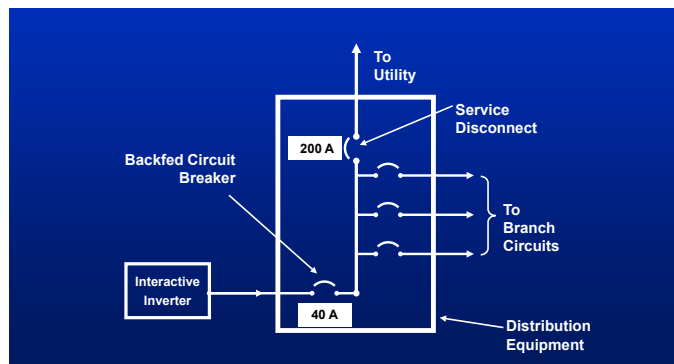 To
Utility
Service
Disconnect
200 A
Backfed Circuit
Breaker
To
Branch
Circuits
Interactive
Inverter
40 A
Distribution
Equipment